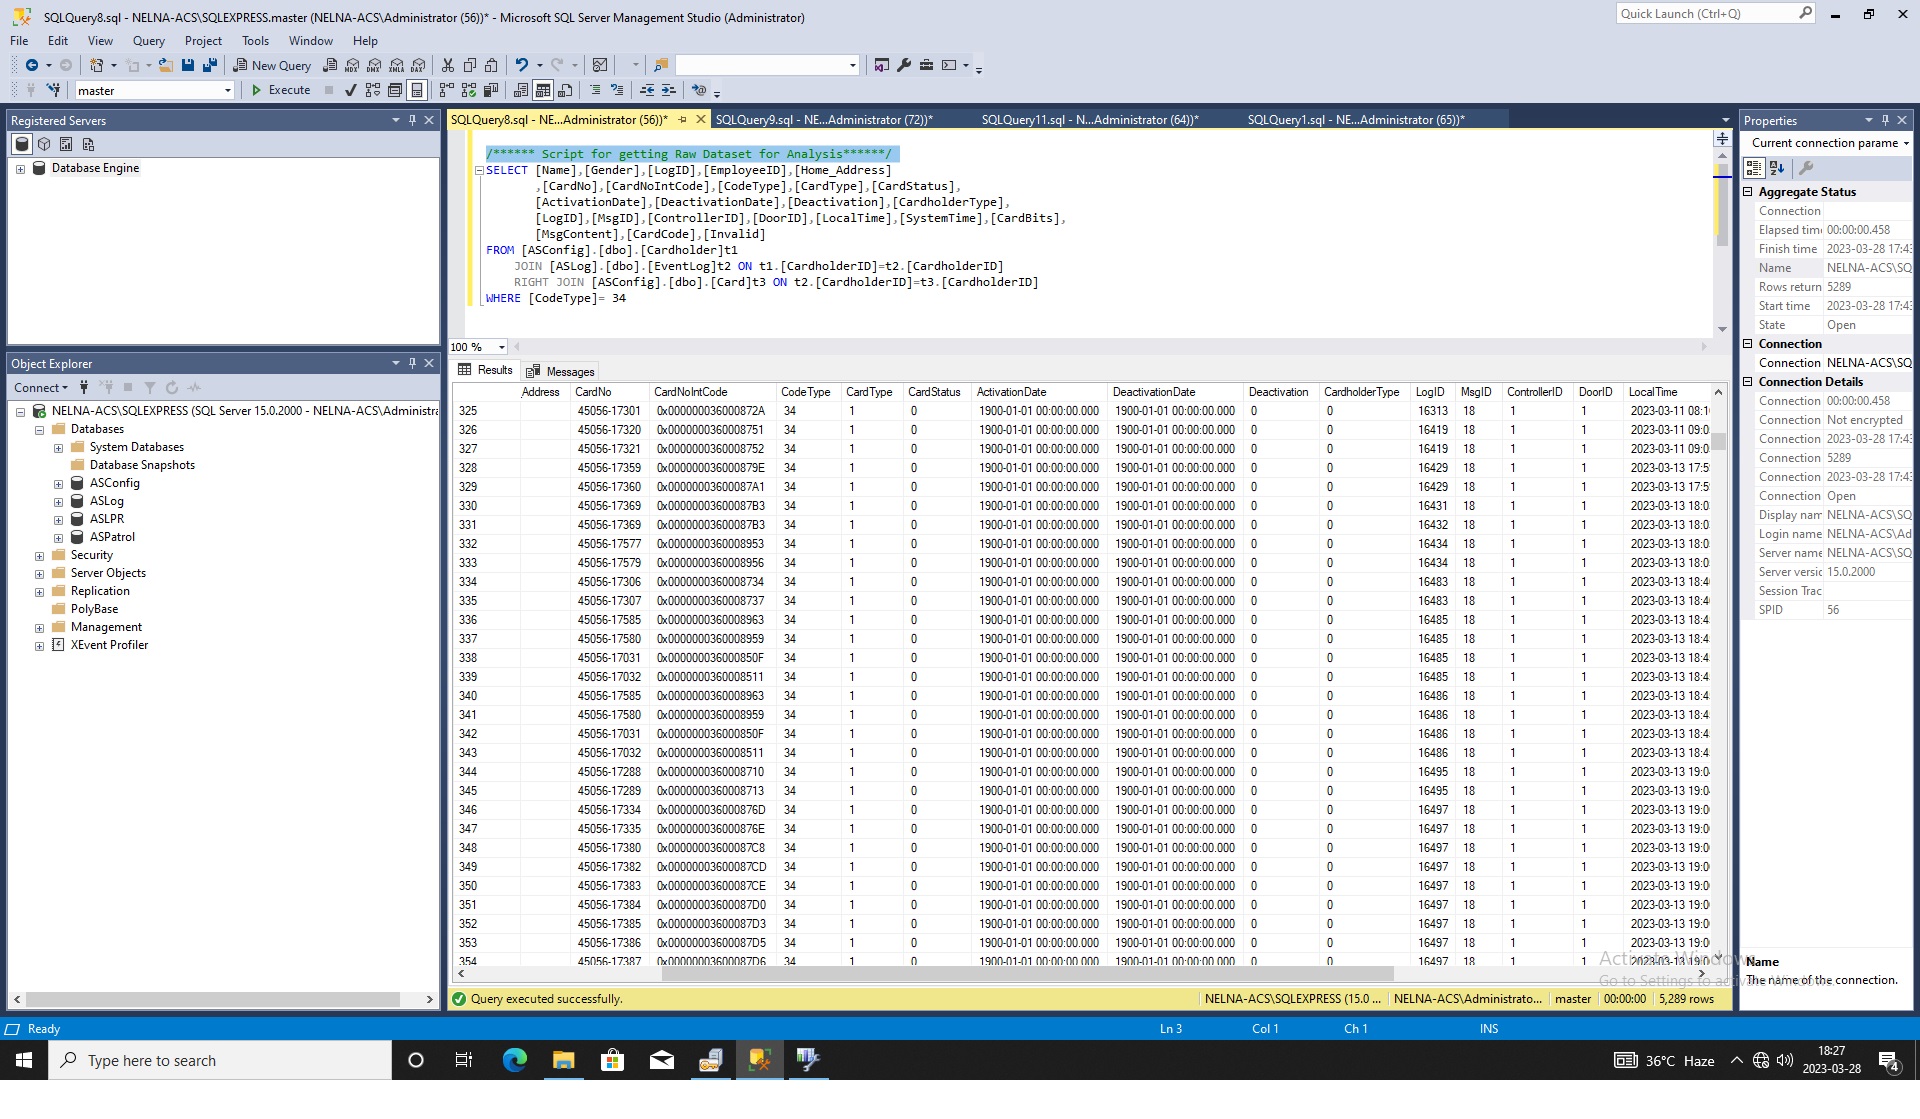 SQLQuery8.sql - NELNA-ACS\SQLEXPRESS.master (NELNA-ACS\Administrator (56))* - Microsoft SQL Server Management Studio (Administrator)
Quick Launch (Ctrl+Q)
File Edit View Query Project Tools Window Help
New Query
master Execute
Registered Servers
Database Engine
Object Explorer
Connect
NELNA-ACS\SQLEXPRESS (SQL Server 15.0.2000 - NELNA-ACS\Administra
Databases
System Databases
Database Snapshots
ASConfig
ASLog
ASLPR
ASPatrol
Security
Server Objects
Replication
PolyBase
Management
XEvent Profiler
SQLQuery8.sql - NE...Administrator (56))* SQLQuery9.sql - NE...Administrator (72))* SQLQuery11.sql - N...Administrator (64))* SQLQuery1.sql - NE...Administrator (65))*
/****** Script for getting Raw Dataset for Analysis******/
SELECT [Name],[Gender],[LogID],[EmployeeID],[Home_Address]
,[CardNo],[CardNoIntCode],[CodeType],[CardType],[CardStatus],
[ActivationDate],[DeactivationDate],[Deactivation],[CardholderType],
[LogID],[MsgID],[ControllerID],[DoorID],[LocalTime],[SystemTime],[CardBits],
[MsgContent],[CardCode],[Invalid]
FROM [ASConfig].[dbo].[Cardholder]t1
JOIN [ASLog].[dbo].[EventLog]t2 ON t1.[CardholderID]=t2.[CardholderID]
RIGHT JOIN [ASConfig].[dbo].[Card]t3 ON t2.[CardholderID]=t3.[CardholderID]
WHERE [CodeType]= 34
100 %
Results Messages
Address CardNo CardNoIntCode CodeType CardType CardStatus ActivationDate DeactivationDate Deactivation CardholderType LogID MsgID ControllerID DoorID LocalTime
325 45056-17301 0x000000036000872A 34 1 0 1900-01-01 00:00:00.000 1900-01-01 00:00:00.000 0 0 16313 18 1 1 2023-03-11 08:1
326 45056-17320 0x0000000360008751 34 1 0 1900-01-01 00:00:00.000 1900-01-01 00:00:00.000 0 0 16419 18 1 1 2023-03-11 09:0
327 45056-17321 0x0000000360008752 34 1 0 1900-01-01 00:00:00.000 1900-01-01 00:00:00.000 0 0 16419 18 1 1 2023-03-11 09:0
328 45056-17359 0x000000036000879E 34 1 0 1900-01-01 00:00:00.000 1900-01-01 00:00:00.000 0 0 16429 18 1 1 2023-03-13 17:5
329 45056-17360 0x00000003600087A1 34 1 0 1900-01-01 00:00:00.000 1900-01-01 00:00:00.000 0 0 16429 18 1 1 2023-03-13 17:5
330 45056-17369 0x00000003600087B3 34 1 0 1900-01-01 00:00:00.000 1900-01-01 00:00:00.000 0 0 16431 18 1 1 2023-03-13 18:0
331 45056-17369 0x00000003600087B3 34 1 0 1900-01-01 00:00:00.000 1900-01-01 00:00:00.000 0 0 16432 18 1 1 2023-03-13 18:0
332 45056-17577 0x0000000360008953 34 1 0 1900-01-01 00:00:00.000 1900-01-01 00:00:00.000 0 0 16434 18 1 1 2023-03-13 18:0
333 45056-17579 0x0000000360008956 34 1 0 1900-01-01 00:00:00.000 1900-01-01 00:00:00.000 0 0 16434 18 1 1 2023-03-13 18:0
334 45056-17306 0x0000000360008734 34 1 0 1900-01-01 00:00:00.000 1900-01-01 00:00:00.000 0 0 16483 18 1 1 2023-03-13 18:4
335 45056-17307 0x0000000360008737 34 1 0 1900-01-01 00:00:00.000 1900-01-01 00:00:00.000 0 0 16483 18 1 1 2023-03-13 18:4
336 45056-17585 0x0000000360008963 34 1 0 1900-01-01 00:00:00.000 1900-01-01 00:00:00.000 0 0 16485 18 1 1 2023-03-13 18:4
337 45056-17580 0x0000000360008959 34 1 0 1900-01-01 00:00:00.000 1900-01-01 00:00:00.000 0 0 16485 18 1 1 2023-03-13 18:4
338 45056-17031 0x000000036000850F 34 1 0 1900-01-01 00:00:00.000 1900-01-01 00:00:00.000 0 0 16485 18 1 1 2023-03-13 18:4
339 45056-17032 0x0000000360008511 34 1 0 1900-01-01 00:00:00.000 1900-01-01 00:00:00.000 0 0 16485 18 1 1 2023-03-13 18:4
340 45056-17585 0x0000000360008963 34 1 0 1900-01-01 00:00:00.000 1900-01-01 00:00:00.000 0 0 16486 18 1 1 2023-03-13 18:4
341 45056-17580 0x0000000360008959 34 1 0 1900-01-01 00:00:00.000 1900-01-01 00:00:00.000 0 0 16486 18 1 1 2023-03-13 18:4
342 45056-17031 0x000000036000850F 34 1 0 1900-01-01 00:00:00.000 1900-01-01 00:00:00.000 0 0 16486 18 1 1 2023-03-13 18:4
343 45056-17032 0x0000000360008511 34 1 0 1900-01-01 00:00:00.000 1900-01-01 00:00:00.000 0 0 16486 18 1 1 2023-03-13 18:4
344 45056-17288 0x0000000360008710 34 1 0 1900-01-01 00:00:00.000 1900-01-01 00:00:00.000 0 0 16495 18 1 1 2023-03-13 19:0
345 45056-17289 0x0000000360008713 34 1 0 1900-01-01 00:00:00.000 1900-01-01 00:00:00.000 0 0 16495 18 1 1 2023-03-13 19:0
346 45056-17334 0x000000036000876D 34 1 0 1900-01-01 00:00:00.000 1900-01-01 00:00:00.000 0 0 16497 18 1 1 2023-03-13 19:0
347 45056-17335 0x000000036000876E 34 1 0 1900-01-01 00:00:00.000 1900-01-01 00:00:00.000 0 0 16497 18 1 1 2023-03-13 19:0
348 45056-17380 0x00000003600087C8 34 1 0 1900-01-01 00:00:00.000 1900-01-01 00:00:00.000 0 0 16497 18 1 1 2023-03-13 19:0
349 45056-17382 0x00000003600087CD 34 1 0 1900-01-01 00:00:00.000 1900-01-01 00:00:00.000 0 0 16497 18 1 1 2023-03-13 19:0
350 45056-17383 0x00000003600087CE 34 1 0 1900-01-01 00:00:00.000 1900-01-01 00:00:00.000 0 0 16497 18 1 1 2023-03-13 19:0
351 45056-17384 0x00000003600087D0 34 1 0 1900-01-01 00:00:00.000 1900-01-01 00:00:00.000 0 0 16497 18 1 1 2023-03-13 19:0
352 45056-17385 0x00000003600087D3 34 1 0 1900-01-01 00:00:00.000 1900-01-01 00:00:00.000 0 0 16497 18 1 1 2023-03-13 19:0
353 45056-17386 0x00000003600087D5 34 1 0 1900-01-01 00:00:00.000 1900-01-01 00:00:00.000 0 0 16497 18 1 1 2023-03-13 19:0
354 45056-17387 0x00000003600087D6 34 1 0 1900-01-01 00:00:00.000 1900-01-01 00:00:00.000 0 0 16497 18 1 1 2023-03-13 19:0
Query executed successfully. NELNA-ACS\SQLEXPRESS (15.0 ... NELNA-ACS\Administrato... master 00:00:00 5,289 rows
Properties
Current connection parame
Aggregate Status
Connection
Elapsed tim 00:00:00.458
Finish time 2023-03-28 17:43
Name NELNA-ACS\SQ
Rows return 5289
Start time 2023-03-28 17:43
State Open
Connection
Connection NELNA-ACS\SQ
Connection Details
Connection 00:00:00.458
Connection Not encrypted
Connection 2023-03-28 17:43
Connection 5289
Connection 2023-03-28 17:43
Connection Open
Display nam NELNA-ACS\SQ
Login name NELNA-ACS\Ad
Server name NELNA-ACS\SQ
Server versic 15.0.2000
Session Trac
SPID 56
Name
The name of the connection.
Activate Windows
Go to Settings to activate Windows.
Ready Ln 3 Col 1 Ch 1 INS
Type here to search
36°C Haze
18:27
2023-03-28
4